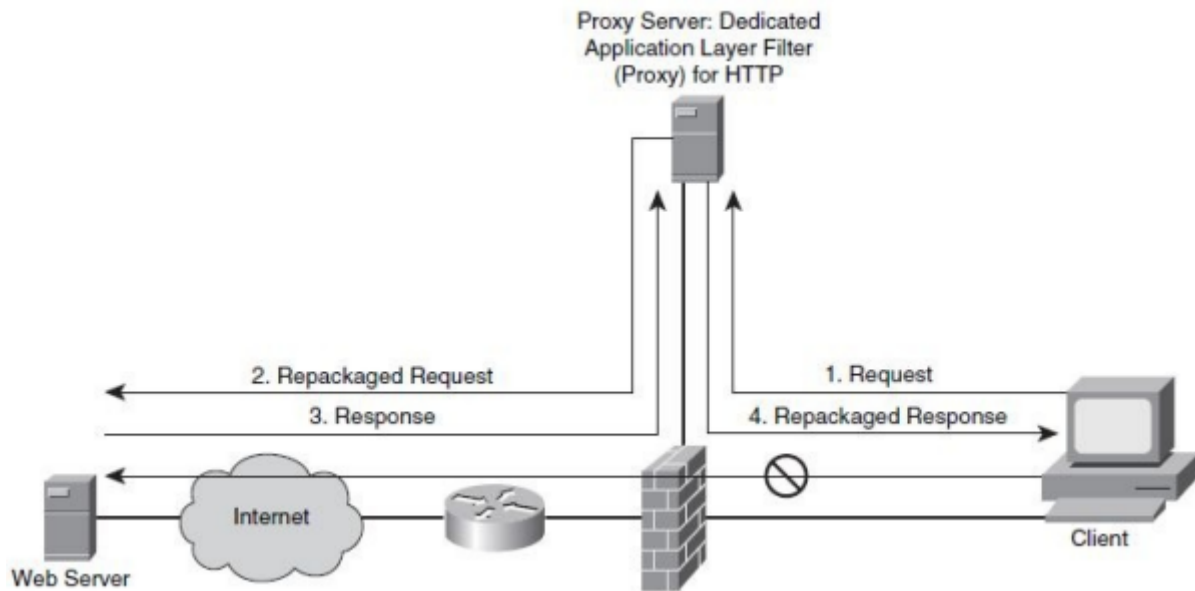 Proxy Server: Dedicated
Application Layer Filter
(Proxy) for HTTP
2. Repackaged Request
1. Request
3. Response
4. Repackaged Response
Internet
Client
Web Server